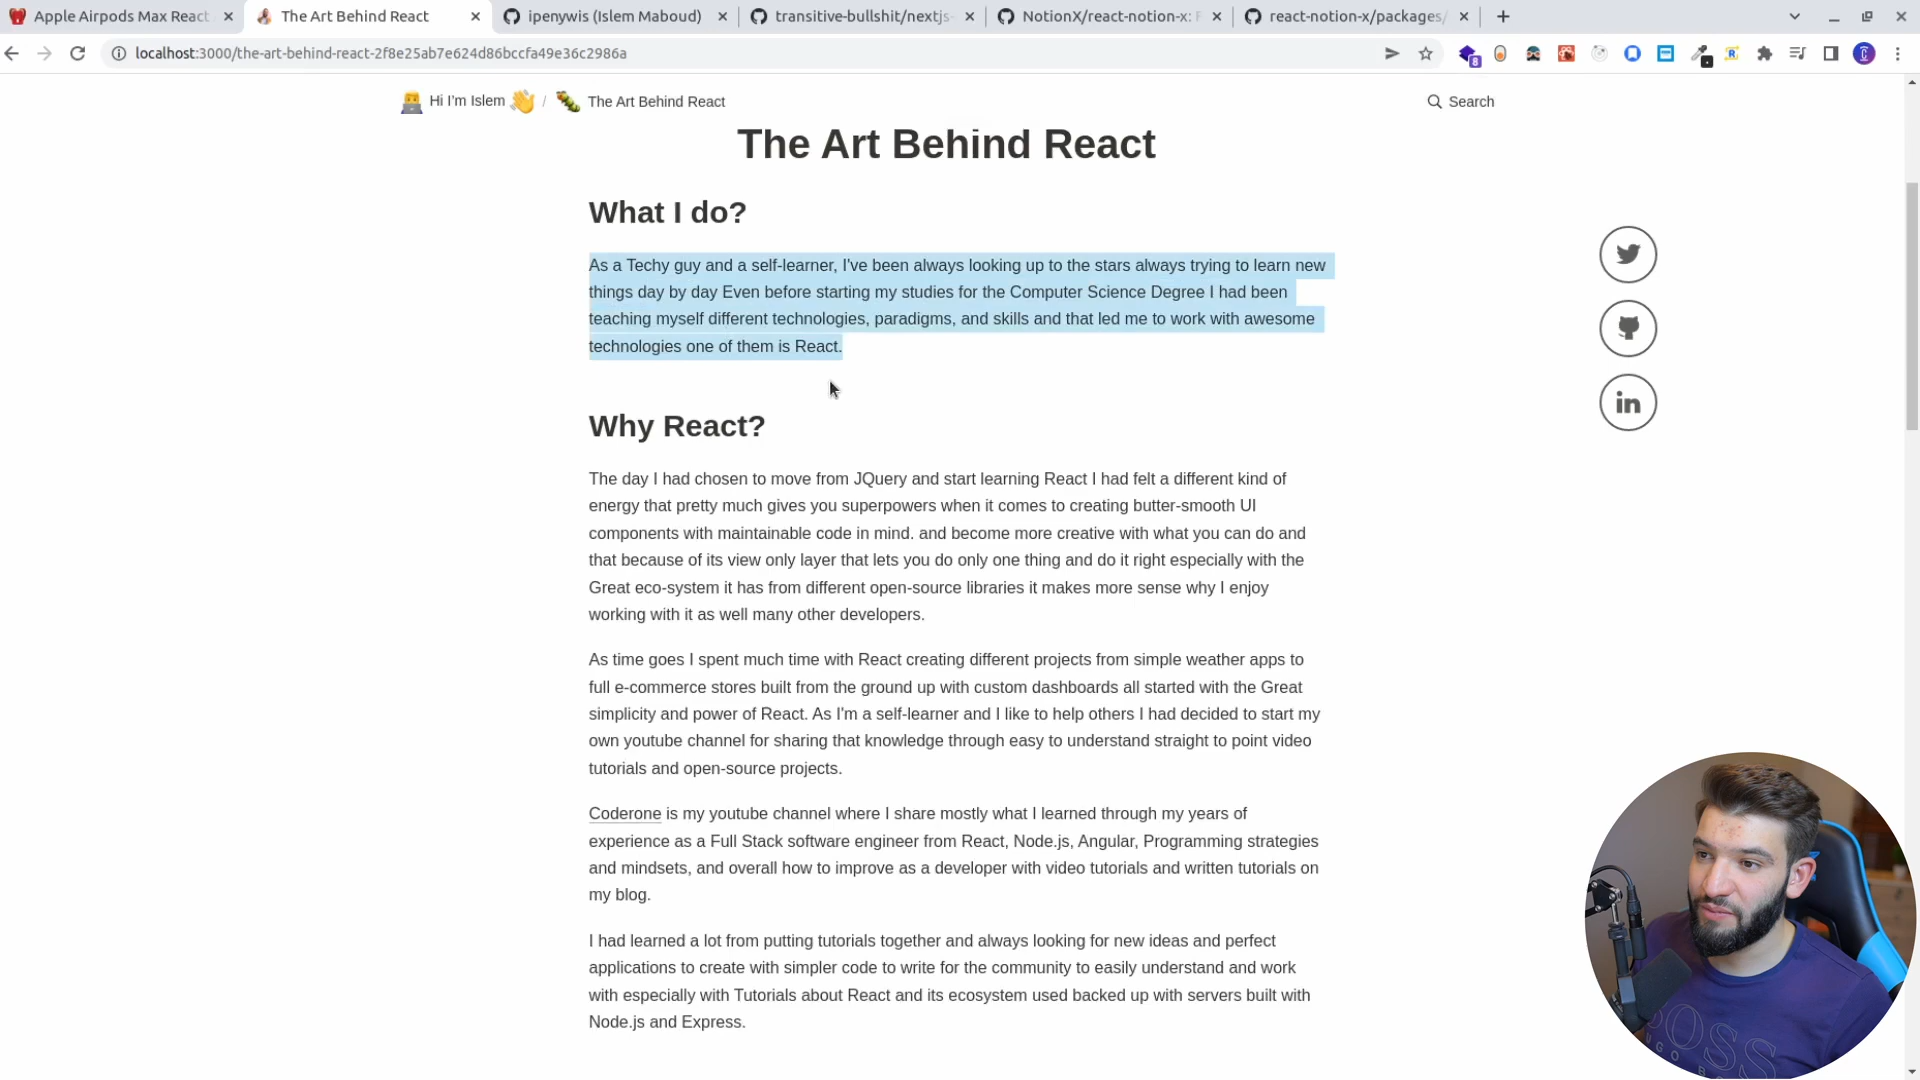 Apple Airpods Max React
The Art Behind React
ipenywis (Islem Maboud)
transitive-bullshit/nextjs-
NotionX/react-notion-x: F
react-notion-x/packages/
localhost:3000/the-art-behind-react-2f8e25ab7e624d86bccfa49e36c2986a
8
Hi I'm Islem 👋 / 🐛 The Art Behind React
Search
The Art Behind React
What I do?
As a Techy guy and a self-learner, I've been always looking up to the stars always trying to learn new
things day by day Even before starting my studies for the Computer Science Degree I had been
teaching myself different technologies, paradigms, and skills and that led me to work with awesome
technologies one of them is React.
Why React?
The day I had chosen to move from JQuery and start learning React I had felt a different kind of
energy that pretty much gives you superpowers when it comes to creating butter-smooth UI
components with maintainable code in mind. and become more creative with what you can do and
that because of its view only layer that lets you do only one thing and do it right especially with the
Great eco-system it has from different open-source libraries it makes more sense why I enjoy
working with it as well many other developers.
As time goes I spent much time with React creating different projects from simple weather apps to
full e-commerce stores built from the ground up with custom dashboards all started with the Great
simplicity and power of React. As I'm a self-learner and I like to help others I had decided to start my
own youtube channel for sharing that knowledge through easy to understand straight to point video
tutorials and open-source projects.
Coderone is my youtube channel where I share mostly what I learned through my years of
experience as a Full Stack software engineer from React, Node.js, Angular, Programming strategies
and mindsets, and overall how to improve as a developer with video tutorials and written tutorials on
my blog.
I had learned a lot from putting tutorials together and always looking for new ideas and perfect
applications to create with simpler code to write for the community to easily understand and work
with especially with Tutorials about React and its ecosystem used backed up with servers built with
Node.js and Express.
in